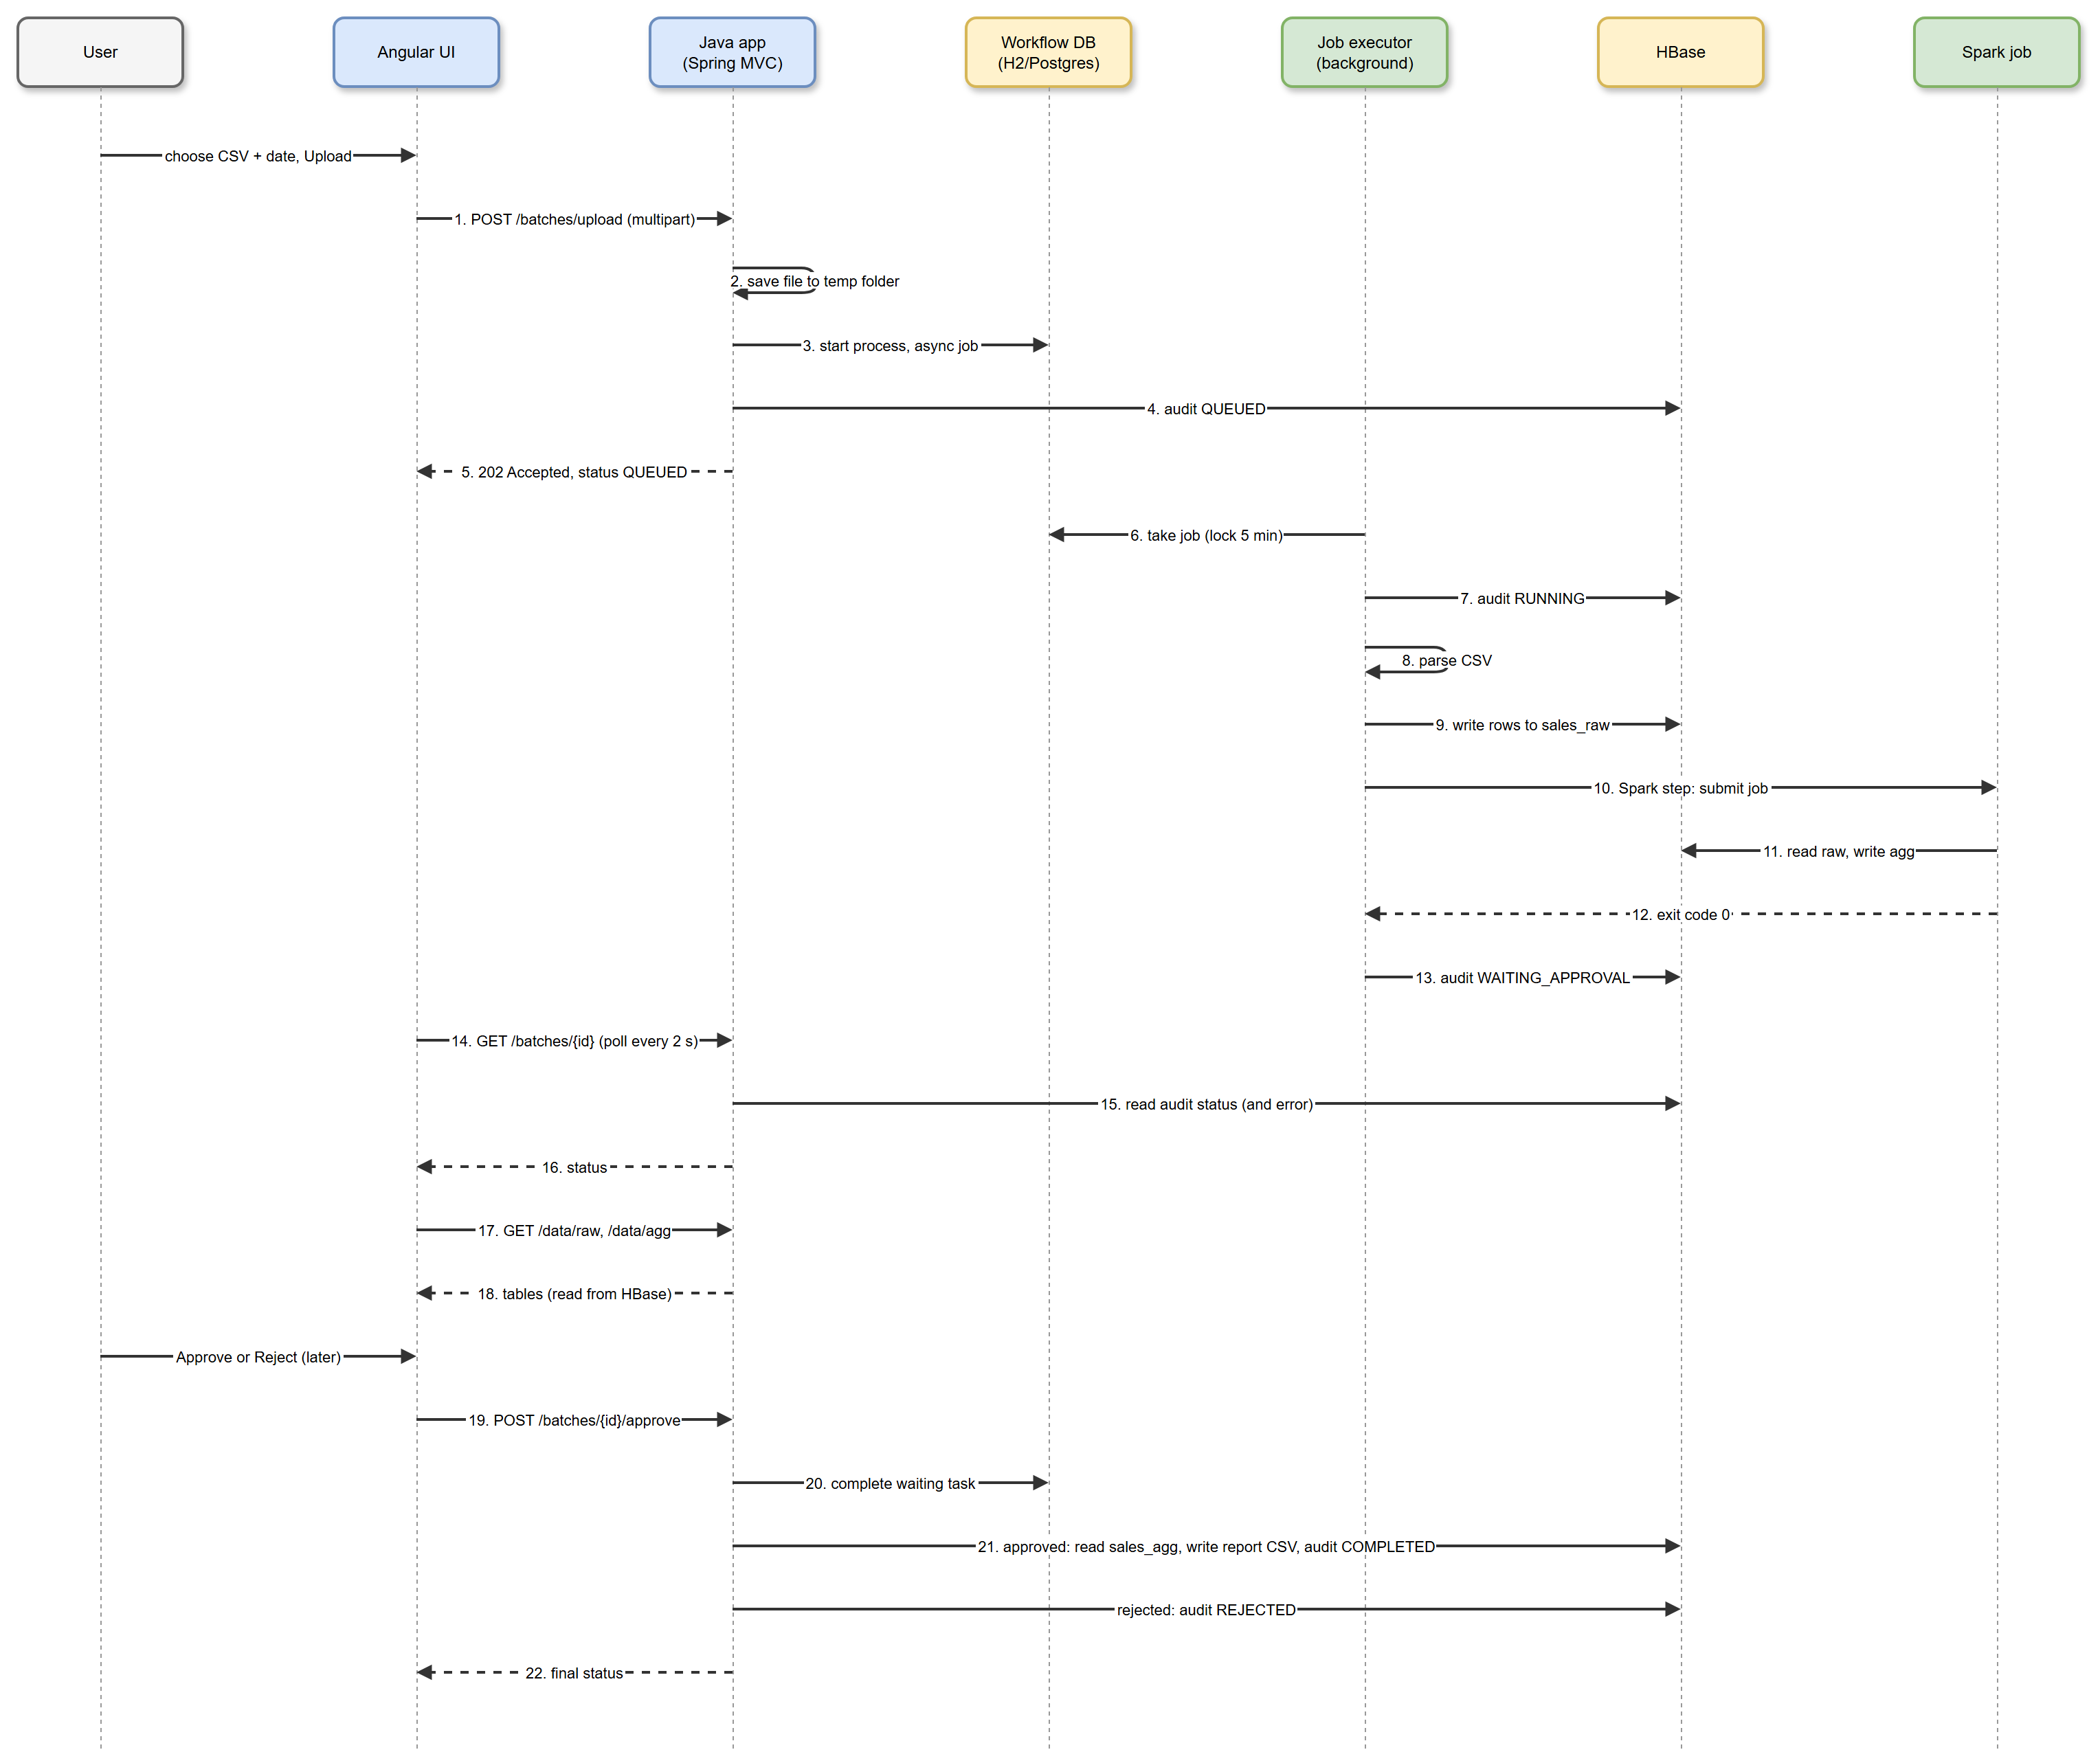 User
Angular UI
Java app
(Spring MVC)
Workflow DB
(H2/Postgres)
Job executor
(background)
HBase
Spark job
choose CSV + date, Upload
1. POST /batches/upload (multipart)
2. save file to temp folder
3. start process, async job
4. audit QUEUED
5. 202 Accepted, status QUEUED
6. take job (lock 5 min)
7. audit RUNNING
8. parse CSV
9. write rows to sales_raw
10. Spark step: submit job
11. read raw, write agg
12. exit code 0
13. audit WAITING_APPROVAL
14. GET /batches/{id} (poll every 2 s)
15. read audit status (and error)
16. status
17. GET /data/raw, /data/agg
18. tables (read from HBase)
Approve or Reject (later)
19. POST /batches/{id}/approve
20. complete waiting task
21. approved: read sales_agg, write report CSV, audit COMPLETED
rejected: audit REJECTED
22. final status